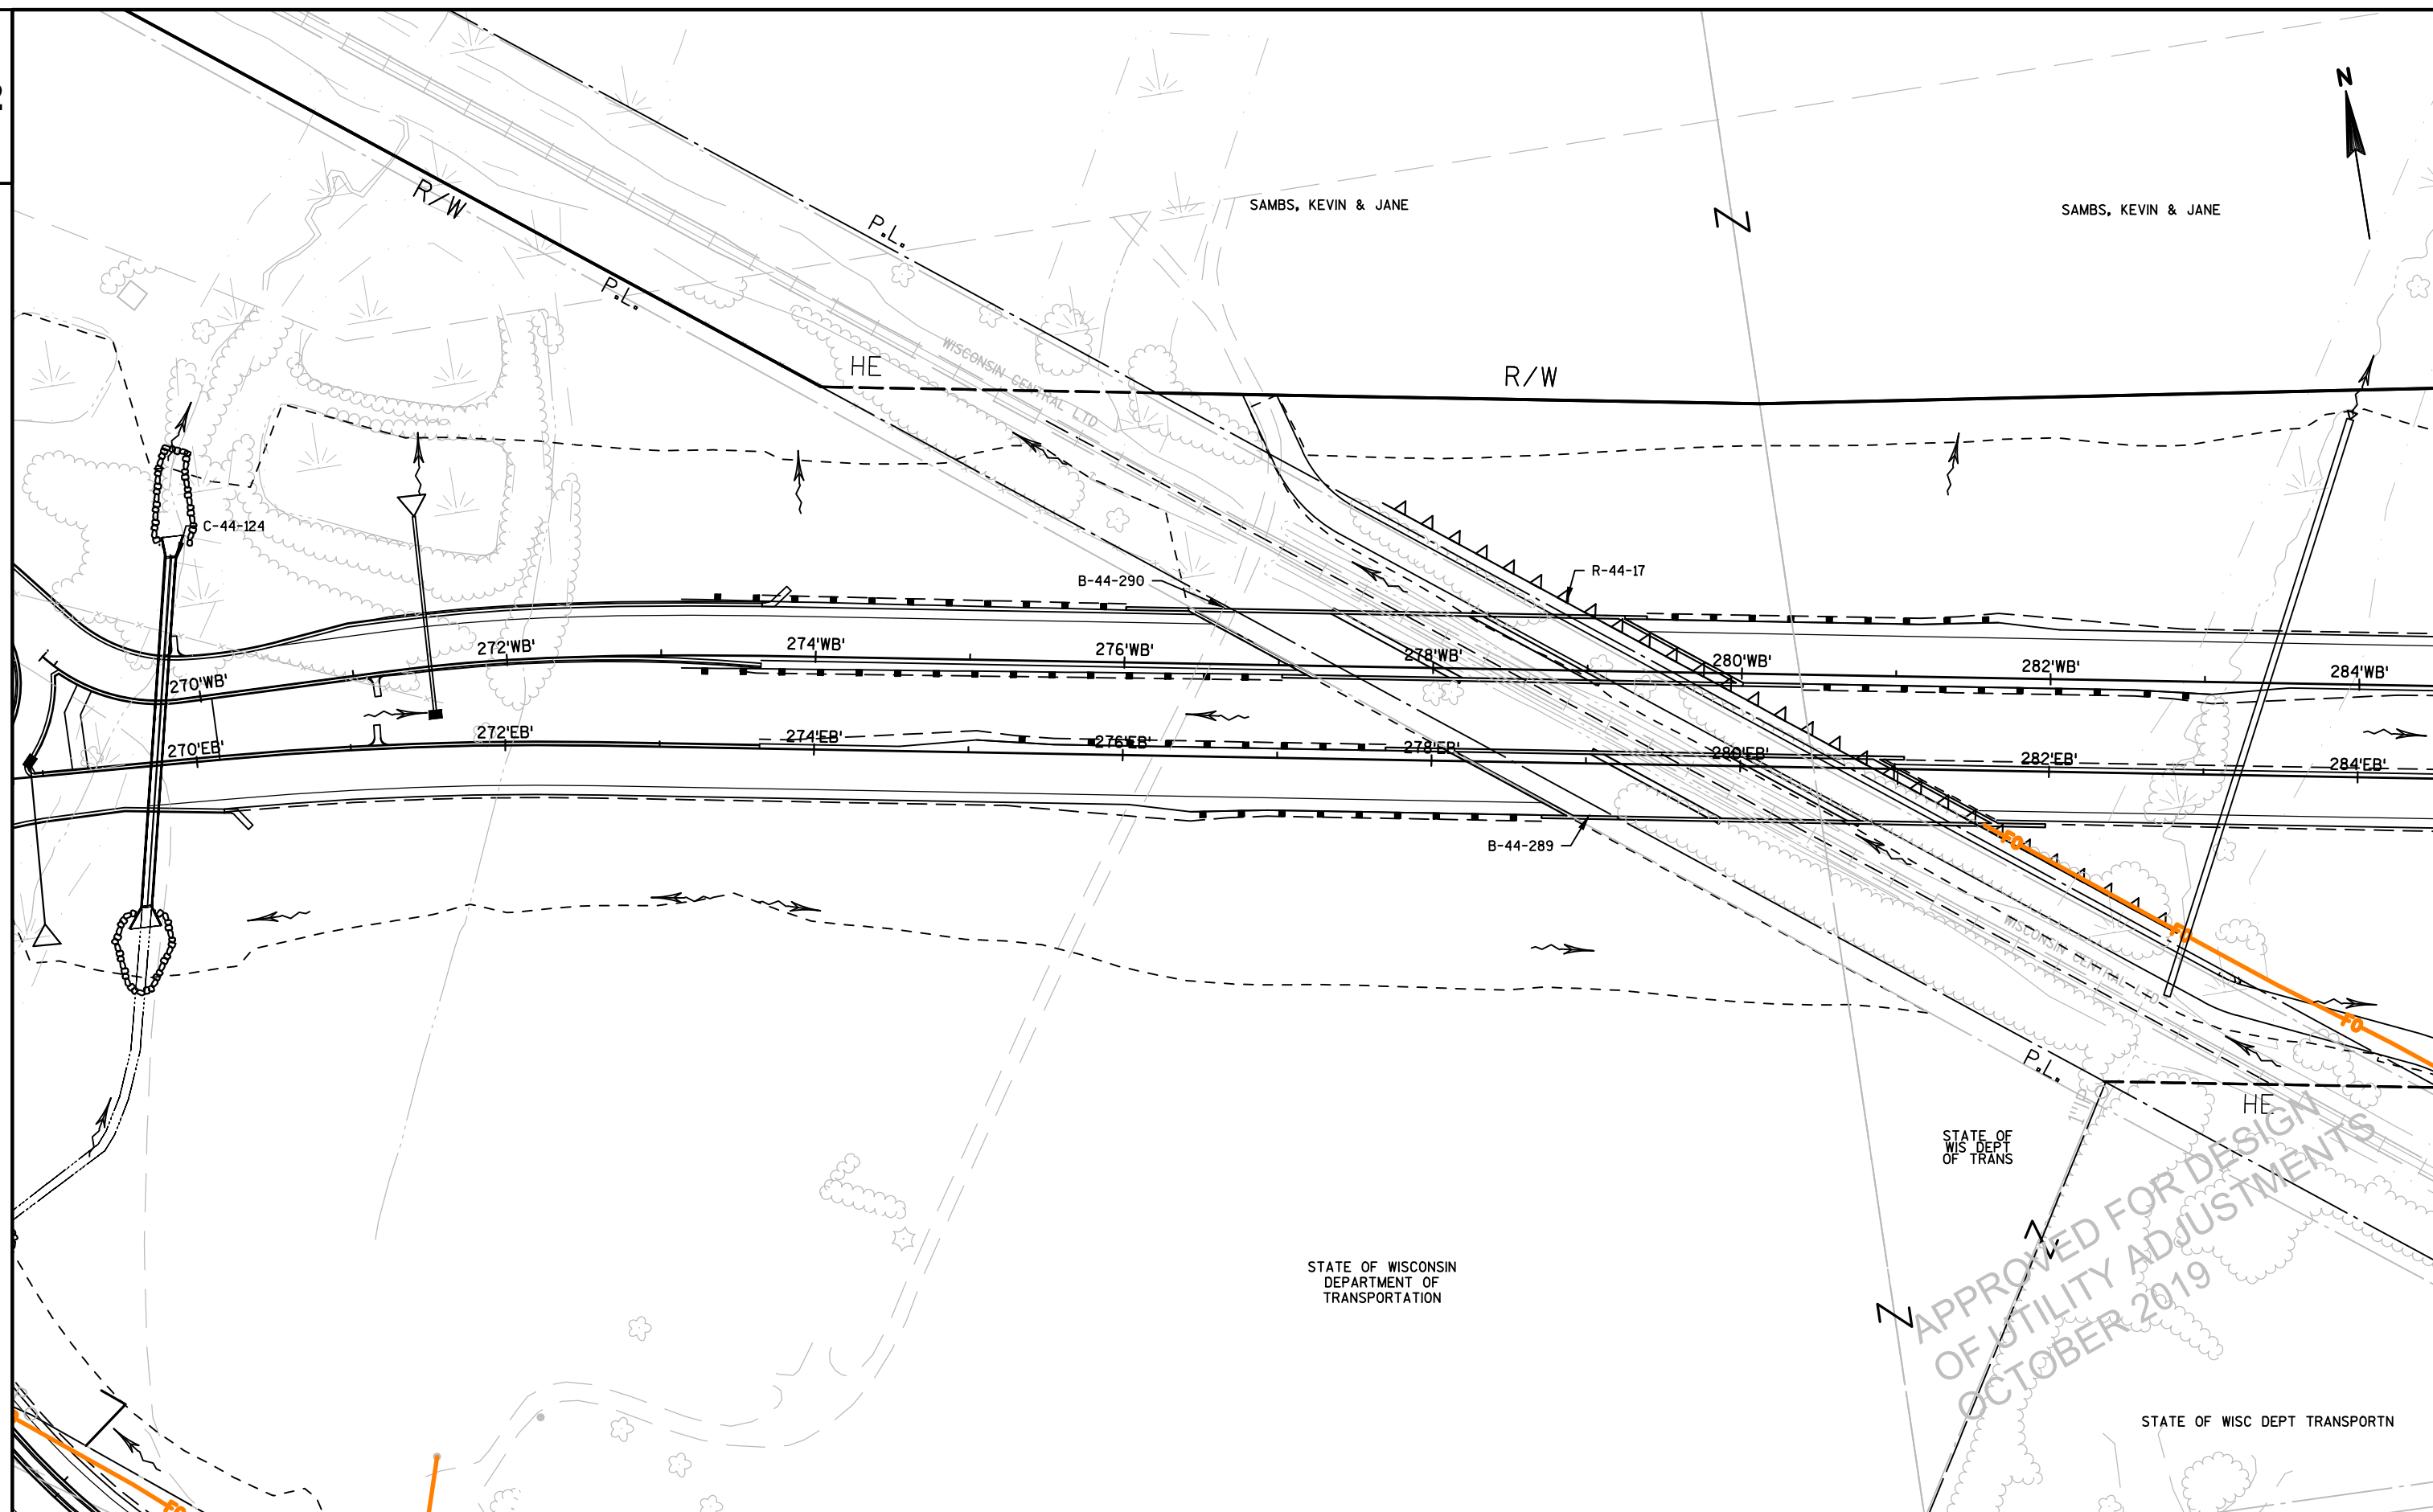 N
R/W
P.L.
SAMBS, KEVIN & JANE
SAMBS, KEVIN & JANE
P.L.
WISCONSIN CENTRAL LTD
HE
R/W
C-44-124
B-44-290
R-44-17
270'WB'
272'WB'
274'WB'
276'WB'
278'WB'
280'WB'
282'WB'
284'WB'
270'EB'
272'EB'
274'EB'
276'EB'
278'EB'
280'EB'
282'EB'
284'EB'
B-44-289
FO
FO
WISCONSIN CENTRAL LTD
FO
P.L.
HE
STATE OF
WIS DEPT
OF TRANS
APPROVED FOR DESIGN
OF UTILITY ADJUSTMENTS
OCTOBER 2019
STATE OF WISCONSIN
DEPARTMENT OF
TRANSPORTATION
STATE OF WISC DEPT TRANSPORTN
FO